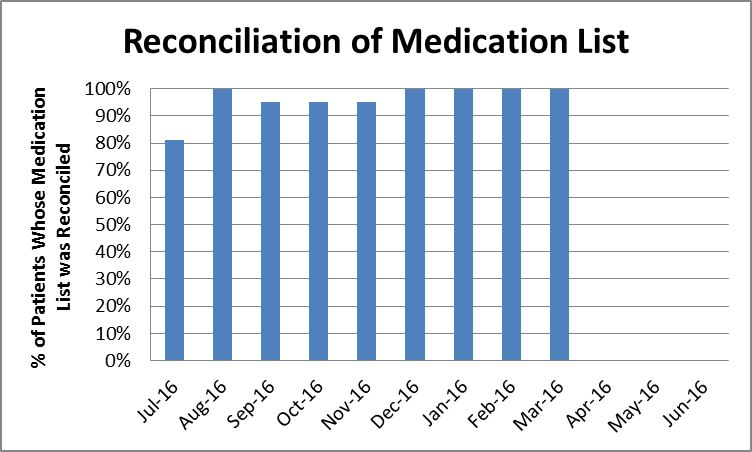 Reconciliation of Medication List
% of Patients Whose Medication
List was Reconciled
100%
90%
80%
70%
60%
50%
40%
30%
20%
10%
0%
Jul-16
Aug-16
Sep-16
Oct-16
Nov-16
Dec-16
Jan-16
Feb-16
Mar-16
Apr-16
May-16
Jun-16